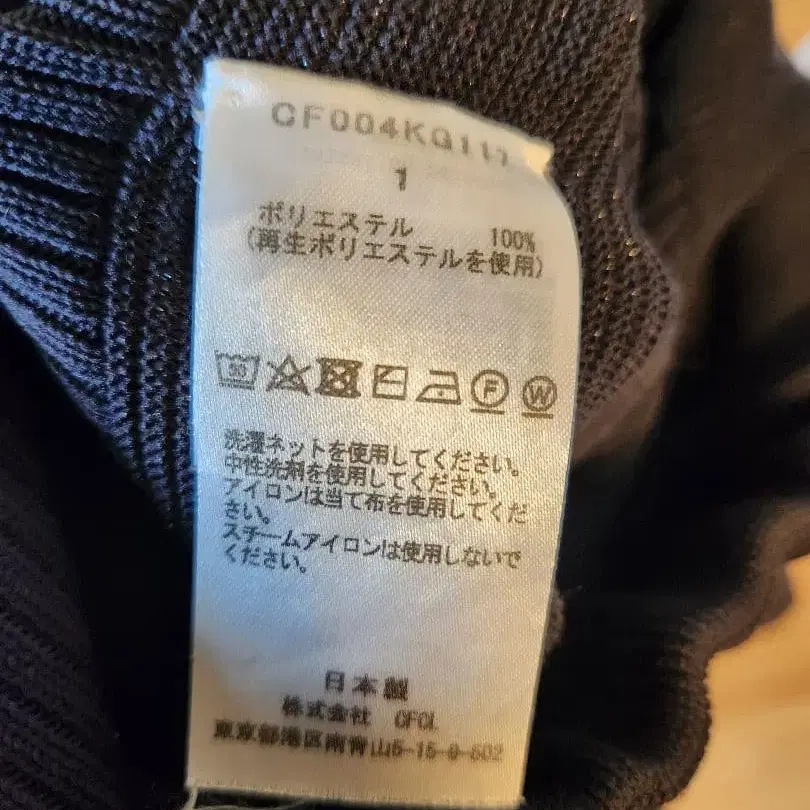 CF004KG111
1
ポリエステル 100%
(再生ポリエステルを使用)
30
F
W
洗濯ネットを使用してください。
中性洗剤を使用してください。
アイロンは当て布を使用してくだ
さい。
スチームアイロンは使用しないで
ください。
日本製
株式会社 CFCL
東京都港区南青山5-15-9-502